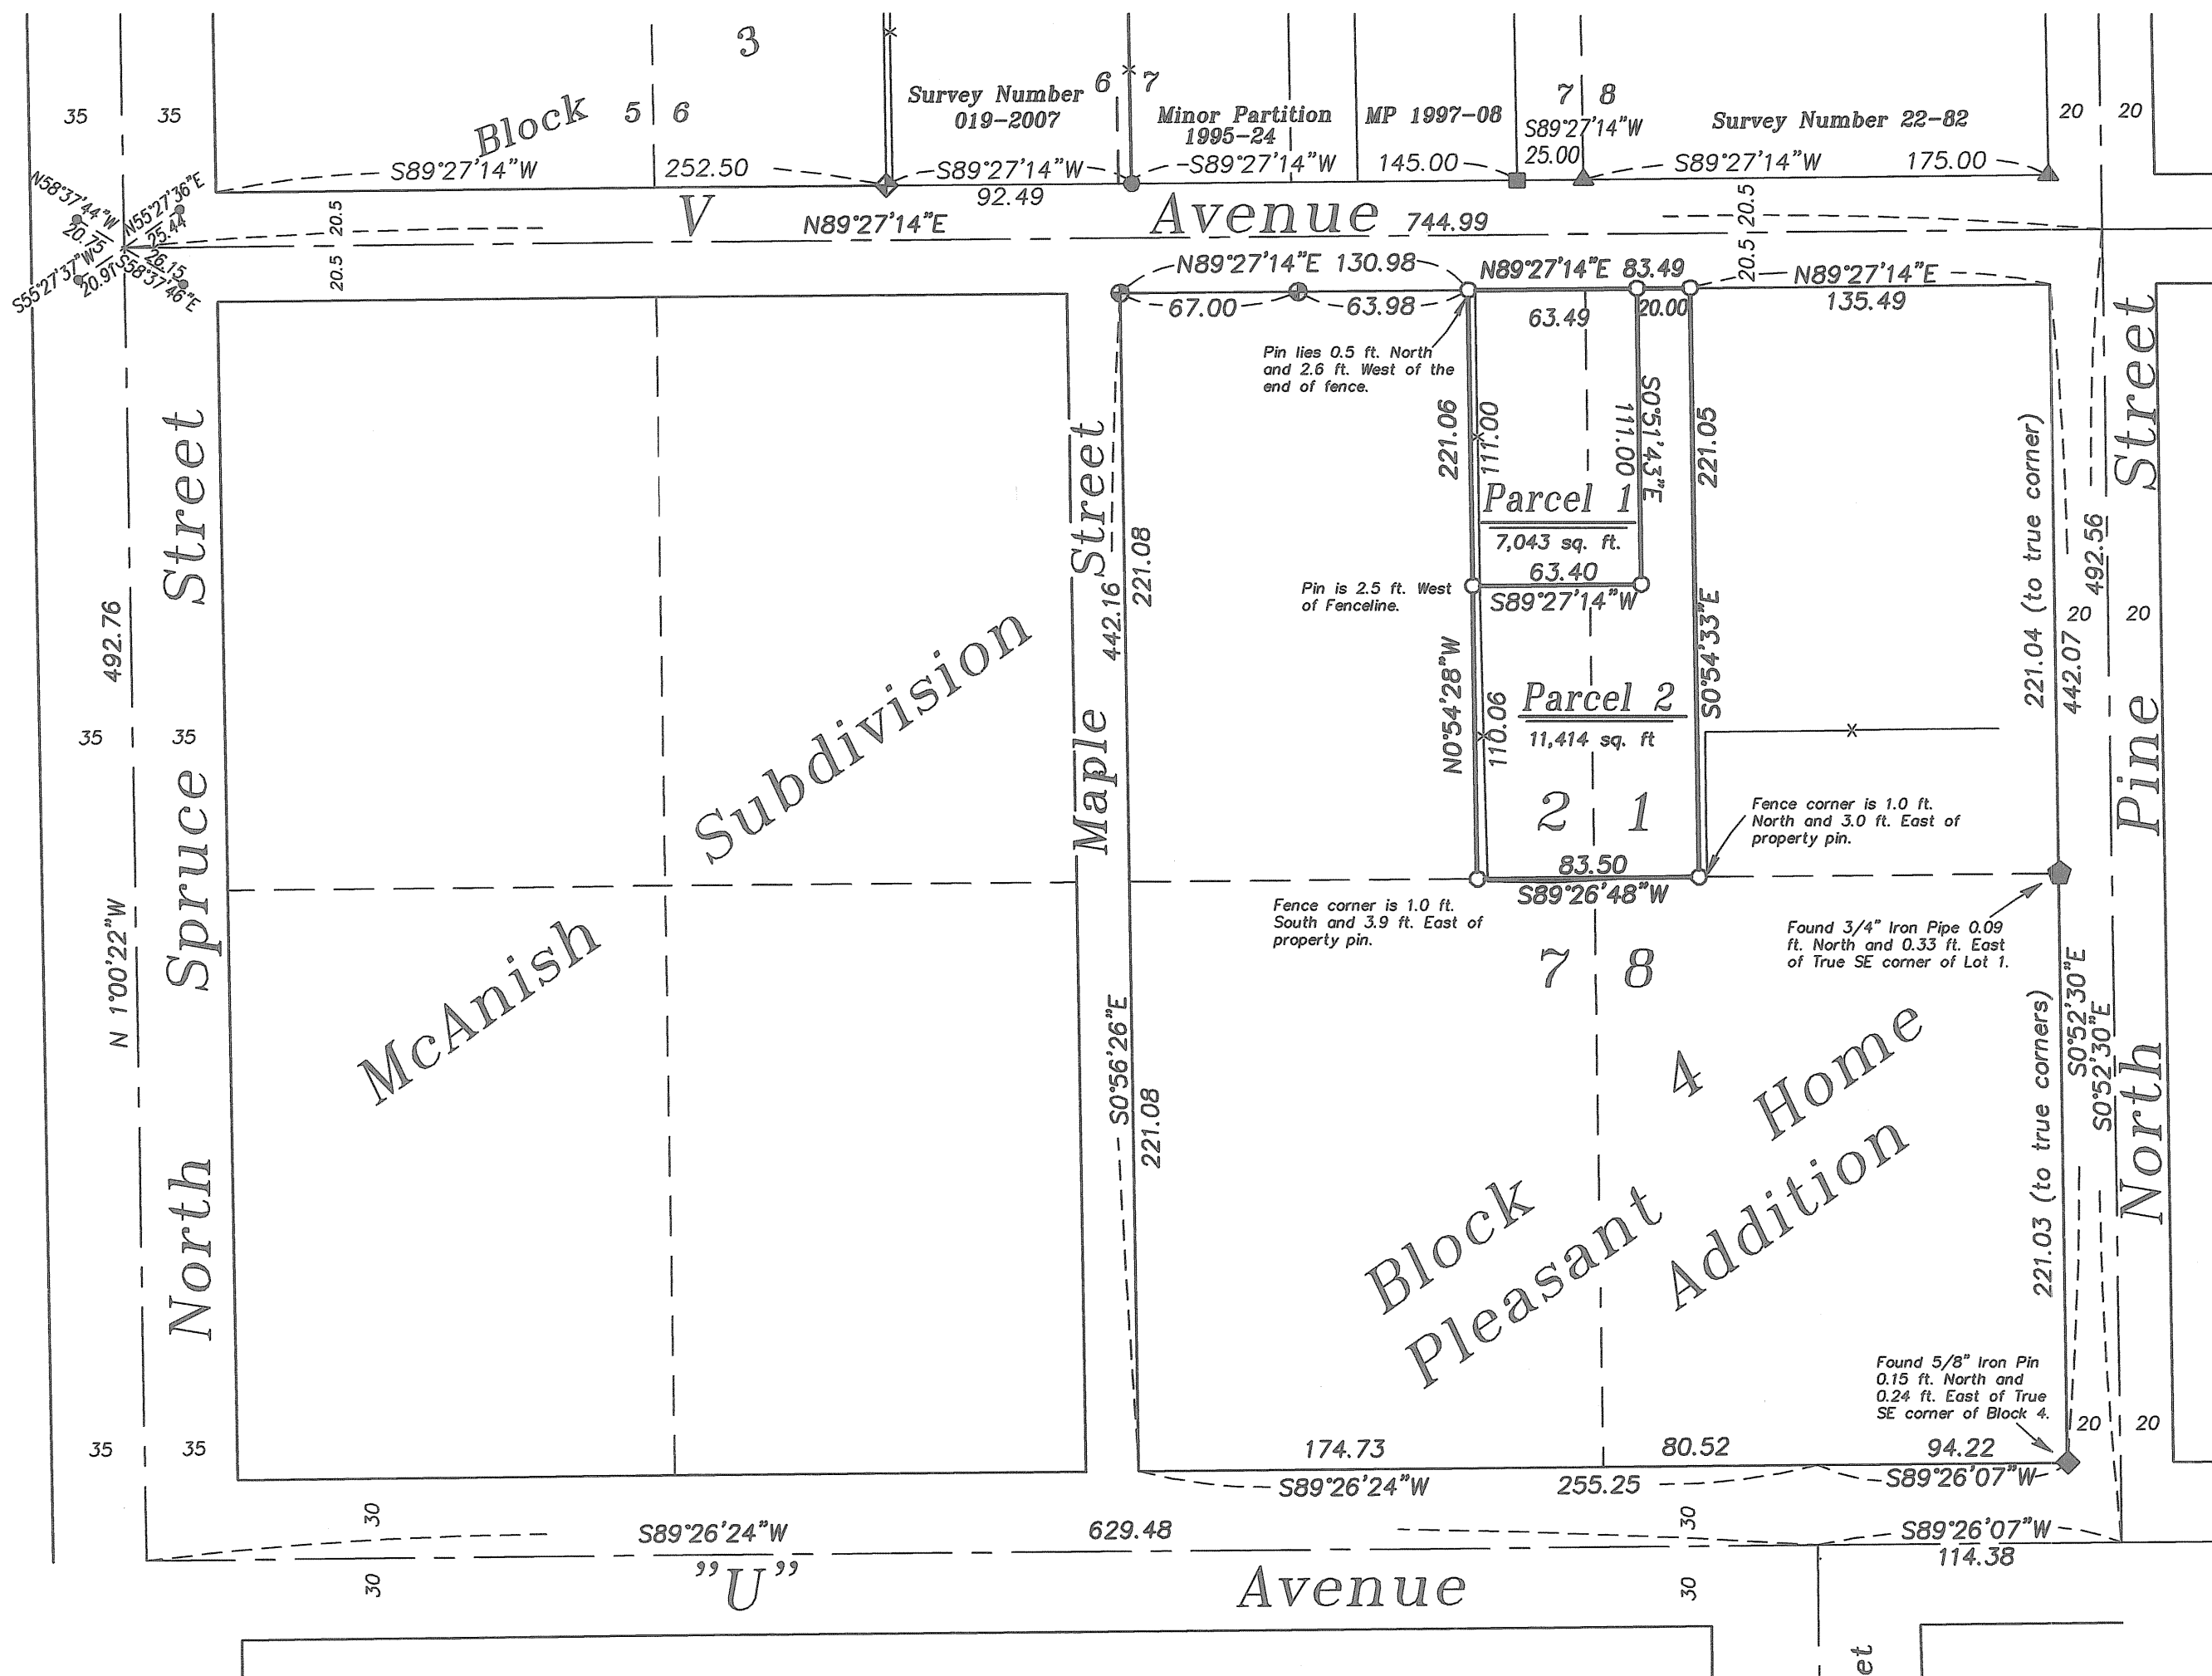 3
Block 5 6
35 35
Survey Number
019-2007
6 7
Minor Partition
1995-24
MP 1997-08
7 8
S89°27'14"W
25.00
Survey Number 22-82
20 20
S89°27'14"W 252.50
S89°27'14"W
92.49
S89°27'14"W 145.00
S89°27'14"W 175.00
N58°37'44"W
20.75
N55°27'36"E
25.44
S55°27'37"W
20.91
S58°37'46"E
26.15
20.5
20.5
V Avenue
N89°27'14"E 744.99
20.5
20.5
N89°27'14"E 130.98
67.00 63.98
N89°27'14"E 83.49
63.49 20.00
N89°27'14"E
135.49
Pin lies 0.5 ft. North
and 2.6 ft. West of the
end of fence.
221.06
111.00
S0°51'43"E
111.00
221.05
Parcel 1
7,043 sq. ft.
63.40
S89°27'14"W
Pin is 2.5 ft. West
of Fenceline.
N0°54'28"W
110.06
S0°54'33"E
Parcel 2
11,414 sq. ft
2 1
83.50
S89°26'48"W
Fence corner is 1.0 ft.
North and 3.0 ft. East of
property pin.
Fence corner is 1.0 ft.
South and 3.9 ft. East of
property pin.
Found 3/4" Iron Pipe 0.09
ft. North and 0.33 ft. East
of True SE corner of Lot 1.
7 8
4
Block
Pleasant Home
Addition
McAnish Subdivision
North Spruce Street
492.76
N 1°00'22"W
35 35
35 35
Maple Street
442.16
221.08
S0°56'26"E
221.08
North Pine Street
221.04 (to true corner)
442.07
492.56
20 20
221.03 (to true corners)
S0°52'30"E
S0°52'30"E
Found 5/8" Iron Pin
0.15 ft. North and
0.24 ft. East of True
SE corner of Block 4.
20 20
174.73 80.52 94.22
S89°26'24"W 255.25 S89°26'07"W
30
30
S89°26'24"W 629.48
30
30
S89°26'07"W
114.38
"U" Avenue
et